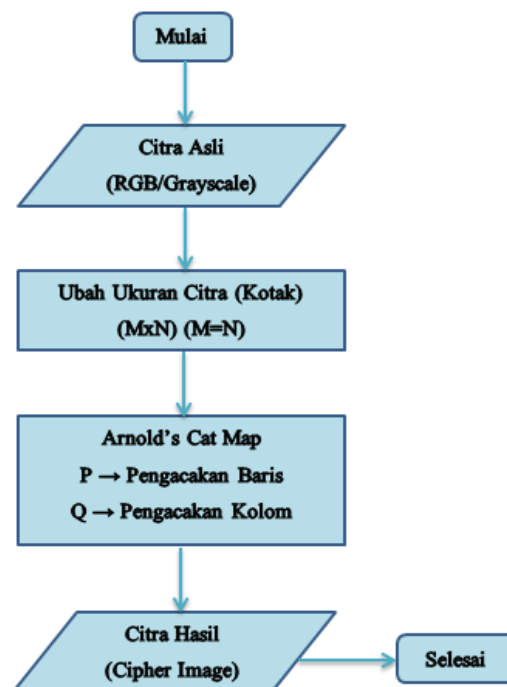 Mulai
Citra Asli
(RGB/Grayscale)
Ubah Ukuran Citra (Kotak)
(MxN) (M=N)
Arnold's Cat Map
P → Pengacakan Baris
Q → Pengacakan Kolom
Citra Hasil
(Cipher Image)
Selesai